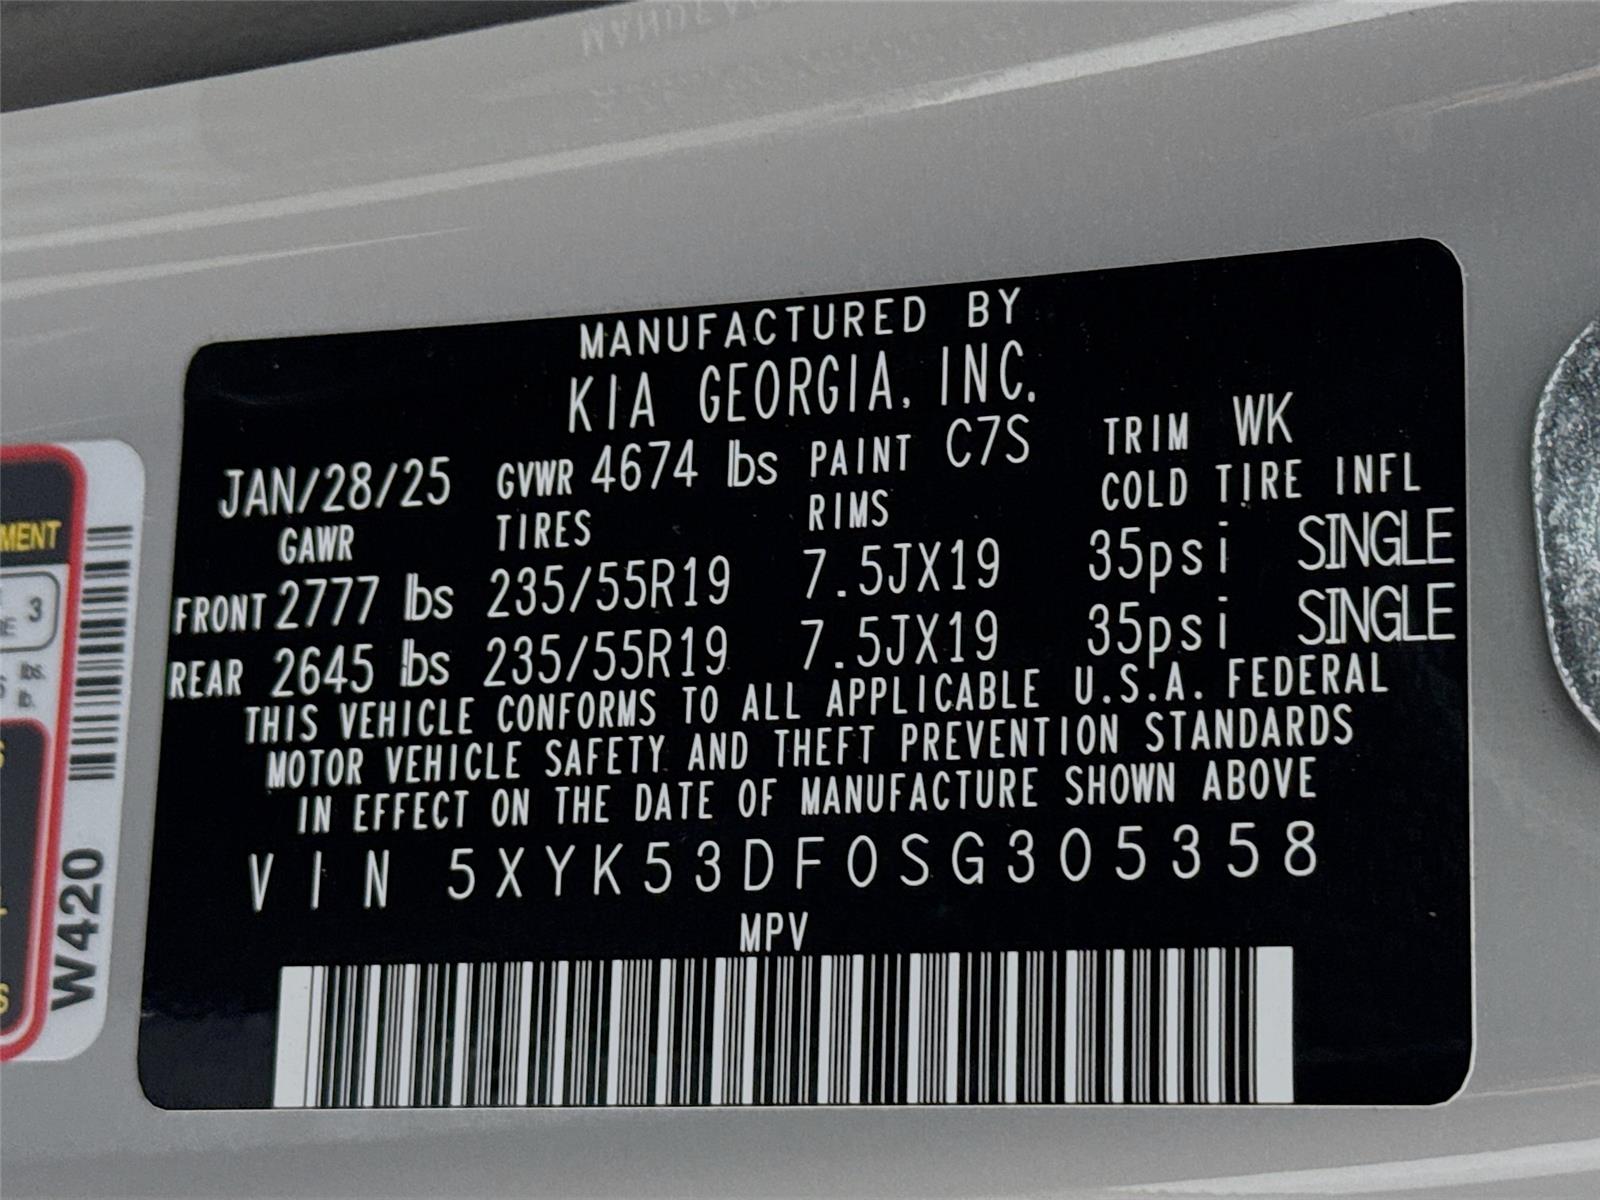 MANUFACTURED BY
KIA GEORGIA, INC.
JAN/28/25 GVWR 4674 lbs PAINT C7S TRIM WK
GAWR TIRES RIMS COLD TIRE INFL
FRONT 2777 lbs 235/55R19 7.5JX19 35psi SINGLE
REAR 2645 lbs 235/55R19 7.5JX19 35psi SINGLE
THIS VEHICLE CONFORMS TO ALL APPLICABLE U.S.A. FEDERAL
MOTOR VEHICLE SAFETY AND THEFT PREVENTION STANDARDS
IN EFFECT ON THE DATE OF MANUFACTURE SHOWN ABOVE
VIN 5XYK53DF0SG305358
MPV
MENT
3
lbs.
lb.
W420